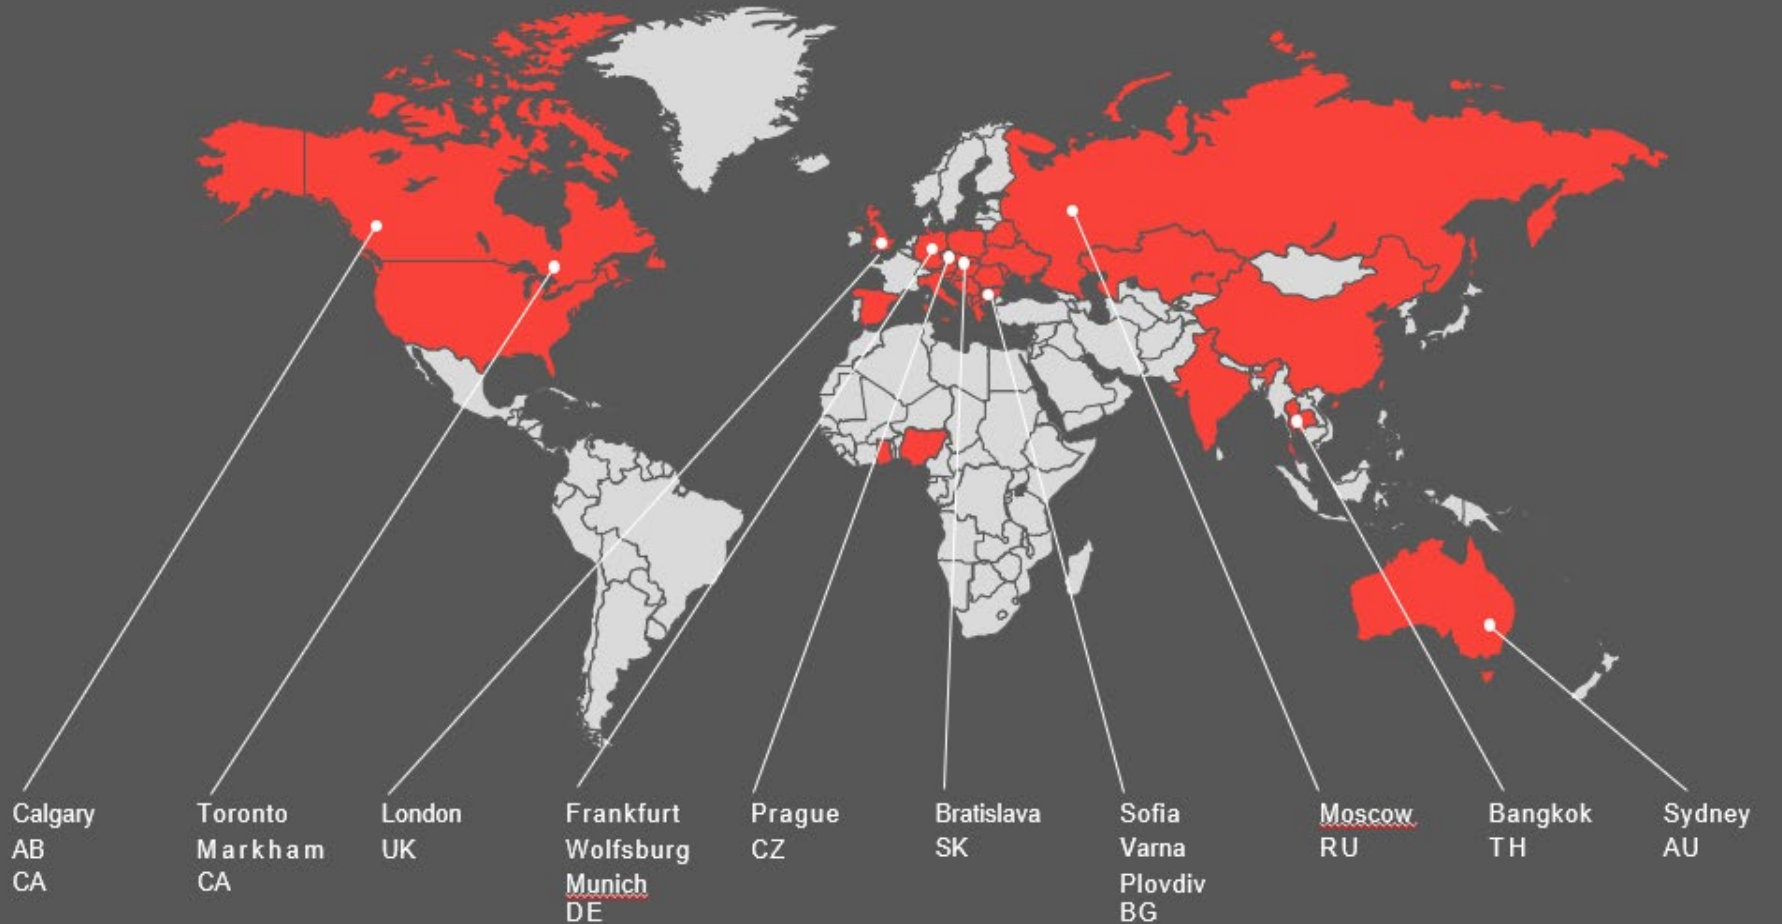 Calgary
AB
CA
Toronto
Markham
CA
London
UK
Frankfurt
Wolfsburg
Munich
DE
Prague
CZ
Bratislava
SK
Sofia
Varna
Plovdiv
BG
Moscow
RU
Bangkok
TH
Sydney
AU